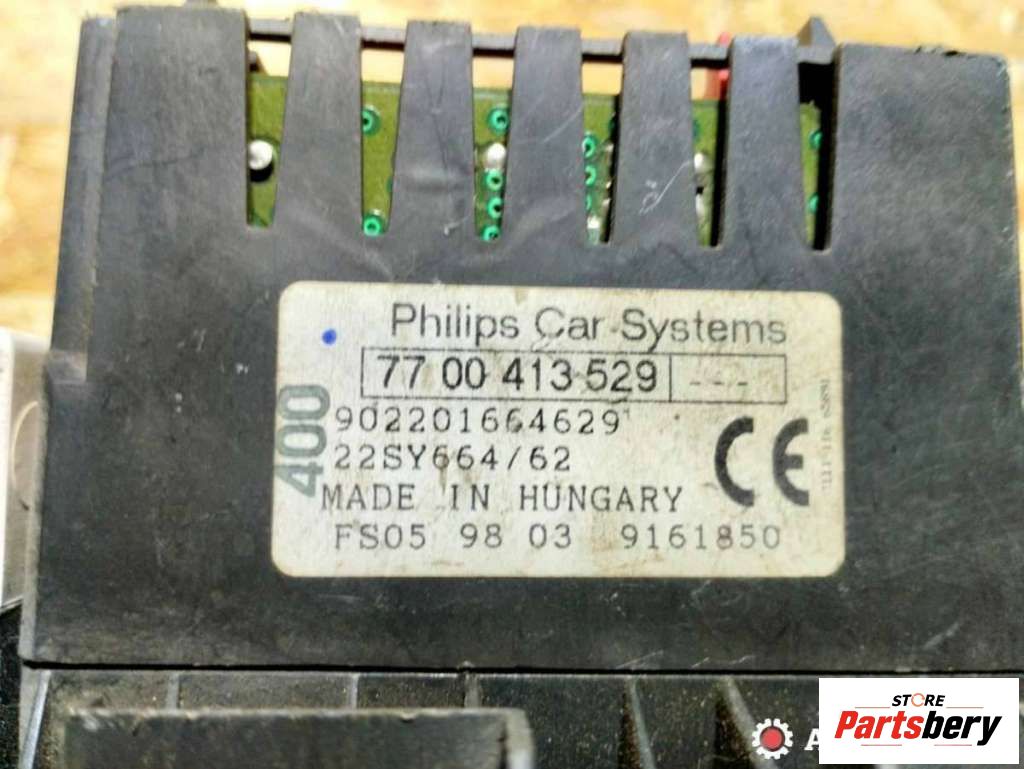 Philips Car Systems
77 00 413 529 ---
400
902201664629
22SY664/62
CE
MADE IN HUNGARY
FS05 98 03 9161850
STORE
Partsbery
A